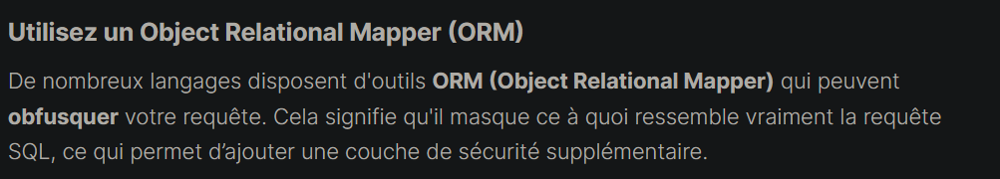 Utilisez un Object Relational Mapper (ORM)
De nombreux langages disposent d'outils ORM (Object Relational Mapper) qui peuvent
obfusquer votre requête. Cela signifie qu'il masque ce à quoi ressemble vraiment la requête
SQL, ce qui permet d’ajouter une couche de sécurité supplémentaire.